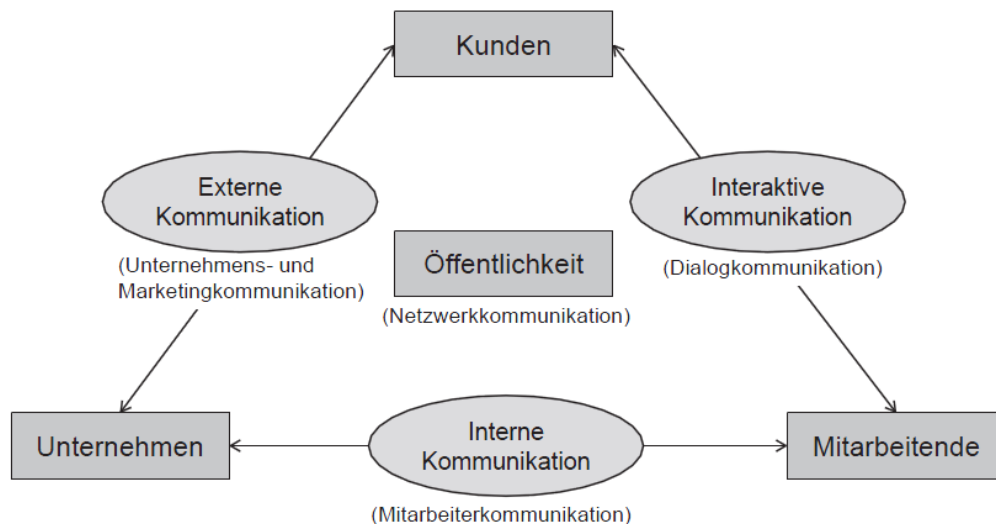 Kunden
Externe
Kommunikation
Interaktive
Kommunikation
(Unternehmens- und
Marketingkommunikation)
Öffentlichkeit
(Netzwerkkommunikation)
(Dialogkommunikation)
Unternehmen
Interne
Kommunikation
Mitarbeitende
(Mitarbeiterkommunikation)